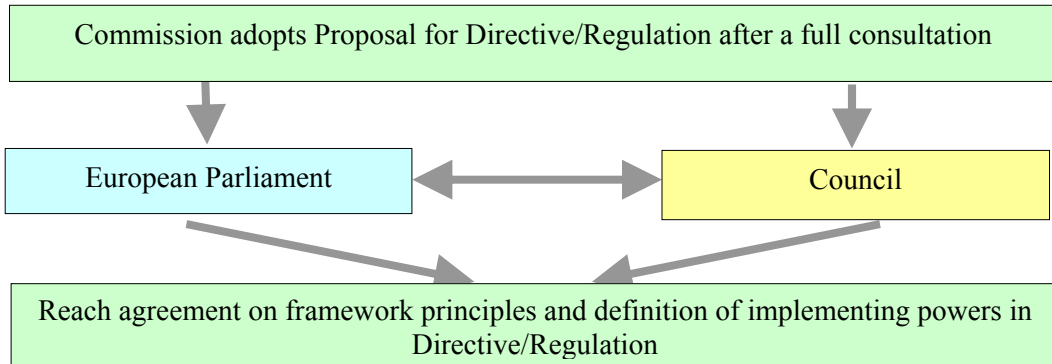 Commission adopts Proposal for Directive/Regulation after a full consultation
European Parliament
Council
Reach agreement on framework principles and definition of implementing powers in
Directive/Regulation